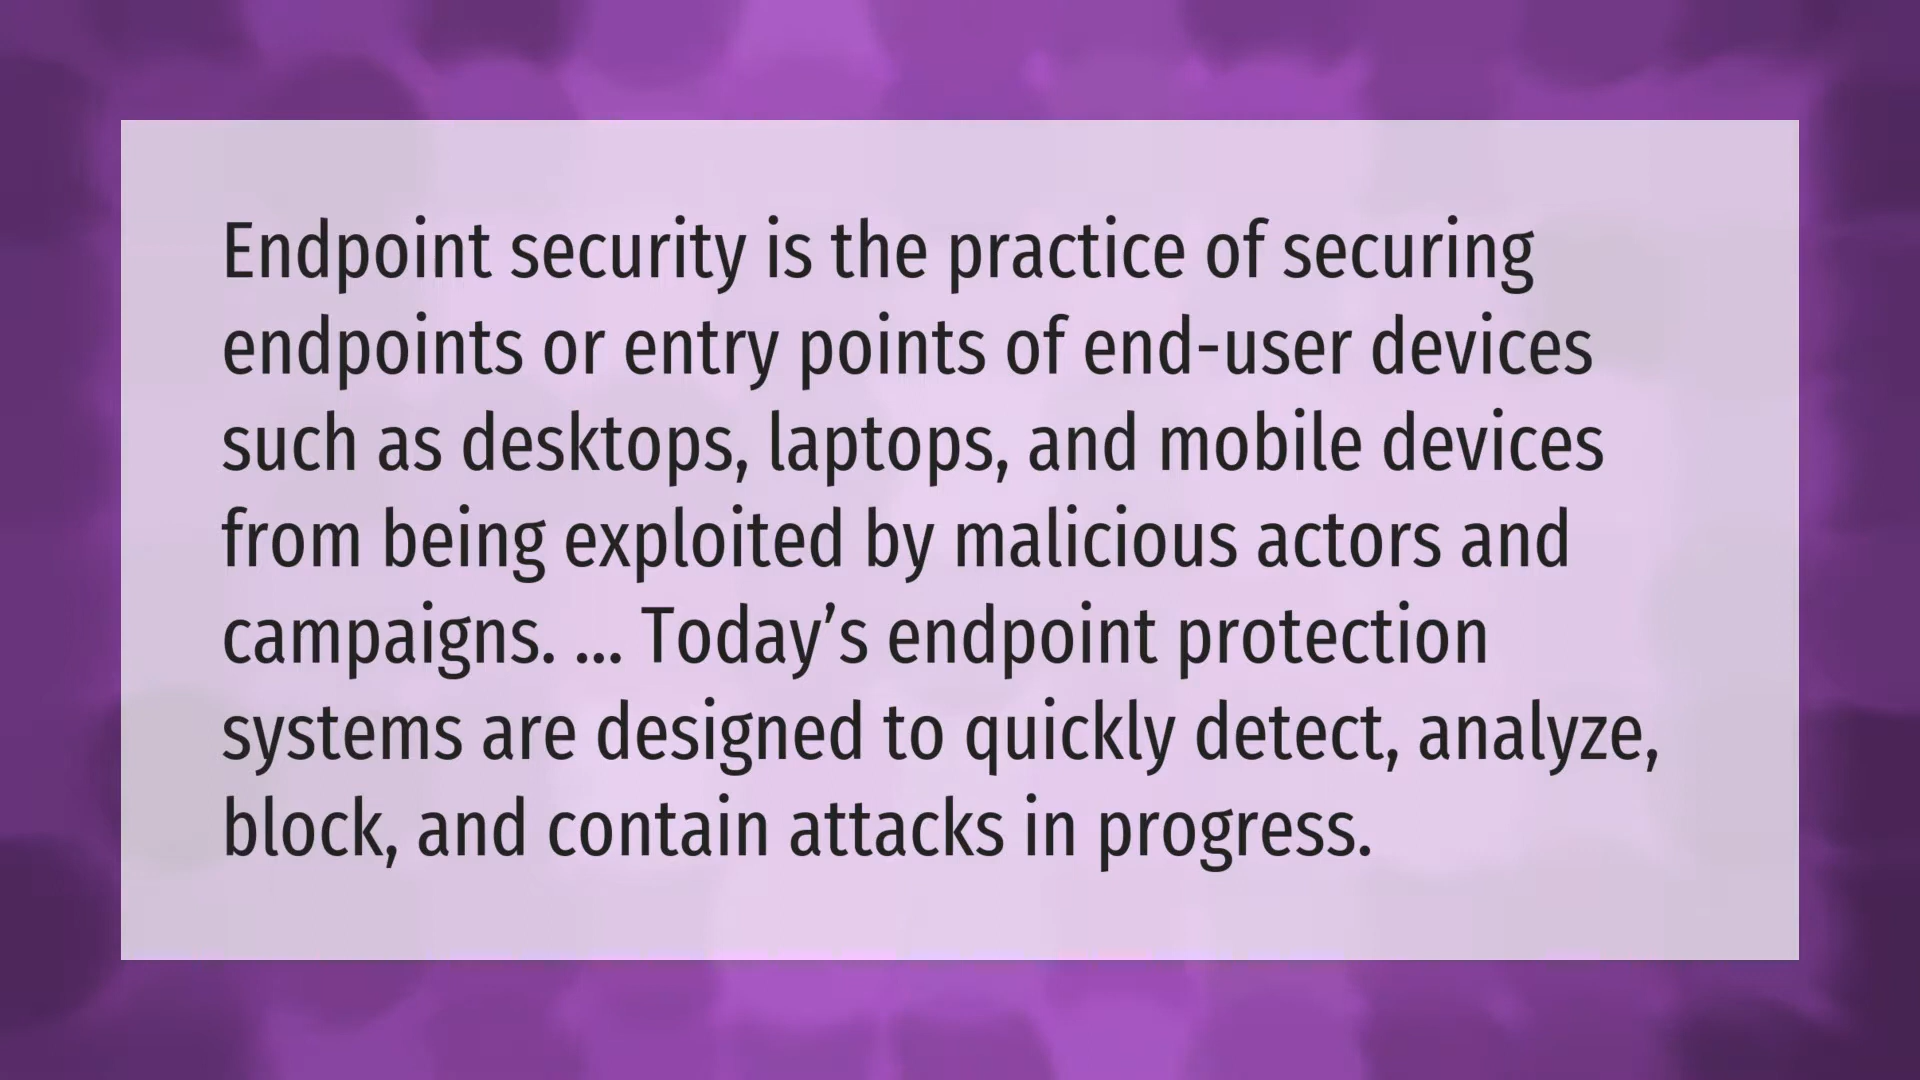 Endpoint security is the practice of securing
endpoints or entry points of end-user devices
such as desktops, laptops, and mobile devices
from being exploited by malicious actors and
campaigns. ... Today’s endpoint protection
systems are designed to quickly detect, analyze,
block, and contain attacks in progress.